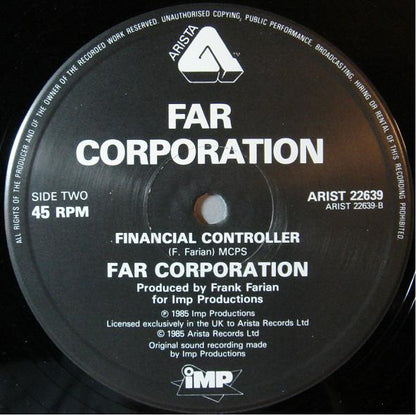 ALL RIGHTS OF THE PRODUCER AND OF THE OWNER OF THE RECORDED WORK RESERVED. UNAUTHORISED COPYING, PUBLIC PERFORMANCE, BROADCASTING, HIRING OR RENTAL OF THIS RECORDING PROHIBITED
ARISTA
TM
FAR
CORPORATION
SIDE TWO
45 RPM
ARIST 22639
ARIST 22639-B
FINANCIAL CONTROLLER
(F. Farian) MCPS
FAR CORPORATION
Produced by Frank Farian
for Imp Productions
℗ 1985 Imp Productions
Licensed exclusively in the UK to Arista Records Ltd
© 1985 Arista Records Ltd
Original sound recording made
by Imp Productions
iMP